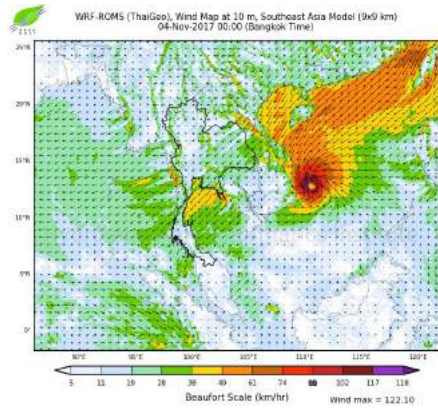 WRF-ROMS (ThaiGeo), Wind Map at 10 m, Southeast Asia Model (9x9 km)
04-Nov-2017 00:00 (Bangkok Time)
25°N
20°N
15°N
10°N
5°N
0°
90°E 95°E 100°E 105°E 110°E 115°E 120°E
5 11 19 28 38 49 61 74 88 102 117 118
Beaufort Scale (km/hr)
Wind max = 122.10